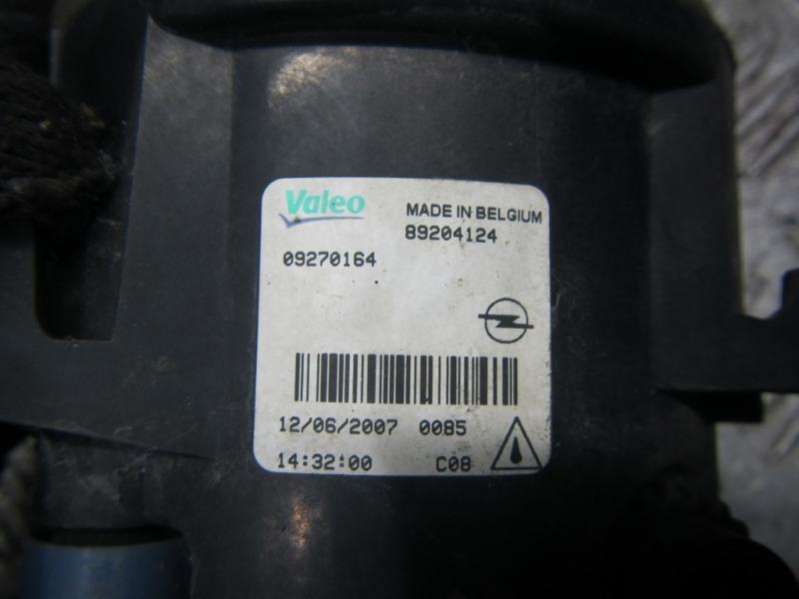 Valeo
MADE IN BELGIUM
89204124
09270164
12/06/2007 0085
14:32:00 C08